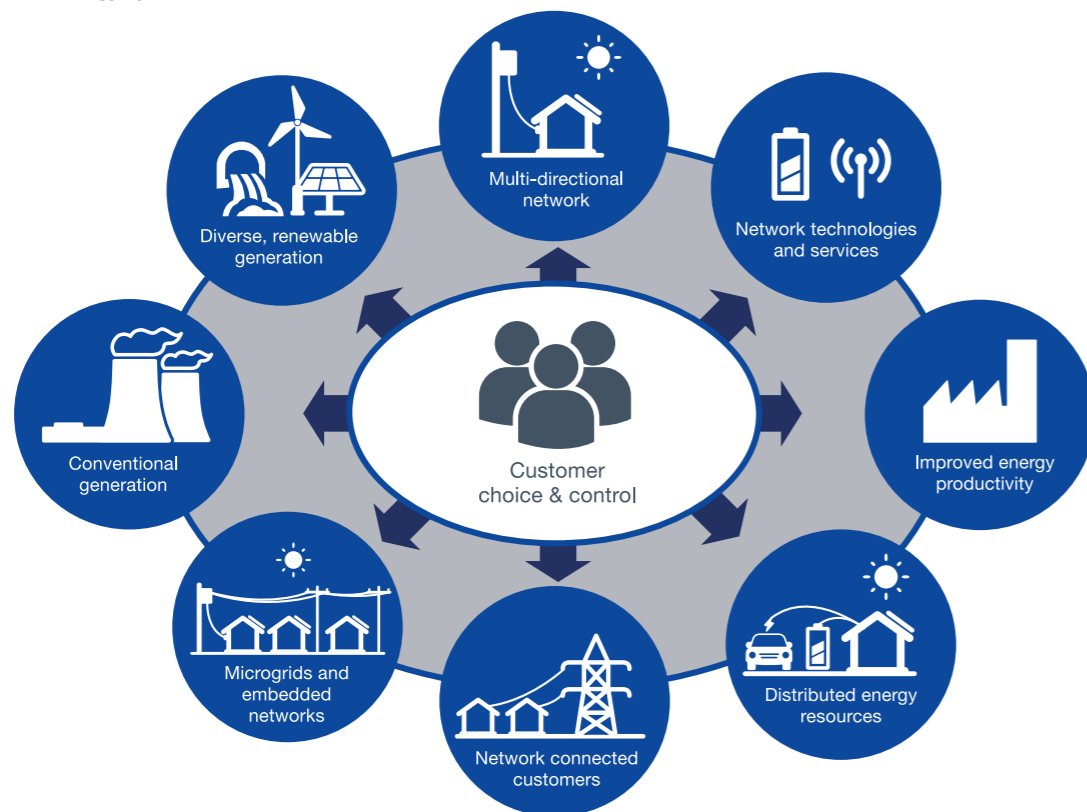 Multi-directional
network
Diverse, renewable
generation
Network technologies
and services
Conventional
generation
Customer
choice & control
Improved energy
productivity
Microgrids and
embedded
networks
Network connected
customers
Distributed energy
resources